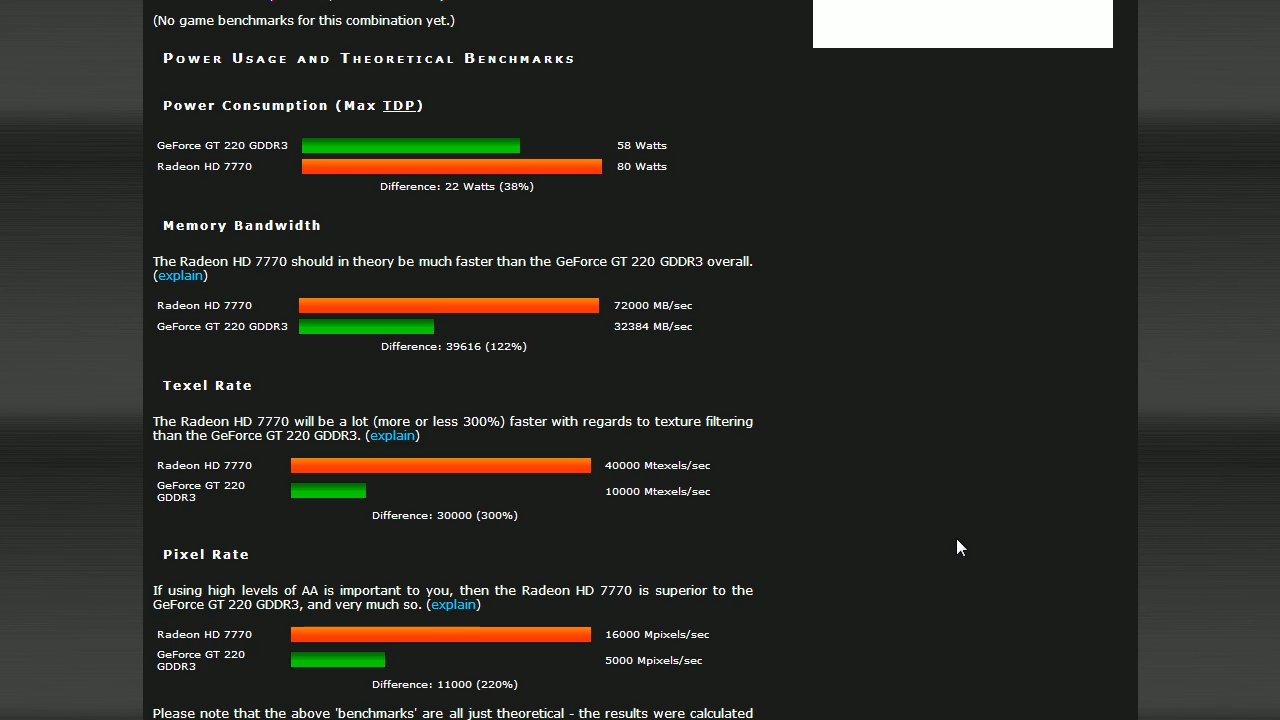 (No game benchmarks for this combination yet.)
Power Usage and Theoretical Benchmarks
Power Consumption (Max TDP)
GeForce GT 220 GDDR3 58 Watts
Radeon HD 7770 80 Watts
Difference: 22 Watts (38%)
Memory Bandwidth
The Radeon HD 7770 should in theory be much faster than the GeForce GT 220 GDDR3 overall.
(explain)
Radeon HD 7770 72000 MB/sec
GeForce GT 220 GDDR3 32384 MB/sec
Difference: 39616 (122%)
Texel Rate
The Radeon HD 7770 will be a lot (more or less 300%) faster with regards to texture filtering
than the GeForce GT 220 GDDR3. (explain)
Radeon HD 7770 40000 Mtexels/sec
GeForce GT 220
GDDR3 10000 Mtexels/sec
Difference: 30000 (300%)
Pixel Rate
If using high levels of AA is important to you, then the Radeon HD 7770 is superior to the
GeForce GT 220 GDDR3, and very much so. (explain)
Radeon HD 7770 16000 Mpixels/sec
GeForce GT 220
GDDR3 5000 Mpixels/sec
Difference: 11000 (220%)
Please note that the above 'benchmarks' are all just theoretical - the results were calculated